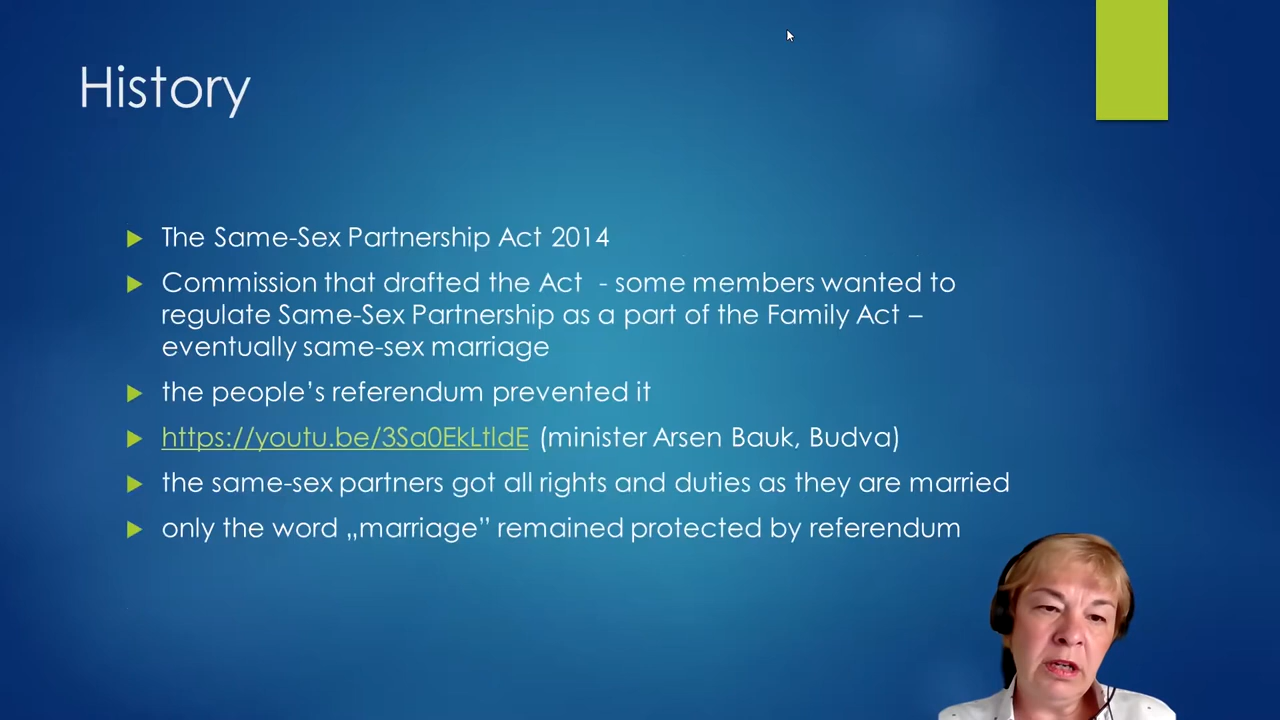 History
The Same-Sex Partnership Act 2014
Commission that drafted the Act - some members wanted to
regulate Same-Sex Partnership as a part of the Family Act –
eventually same-sex marriage
the people’s referendum prevented it
https://youtu.be/3Sa0EkLtldE (minister Arsen Bauk, Budva)
the same-sex partners got all rights and duties as they are married
only the word „marriage” remained protected by referendum